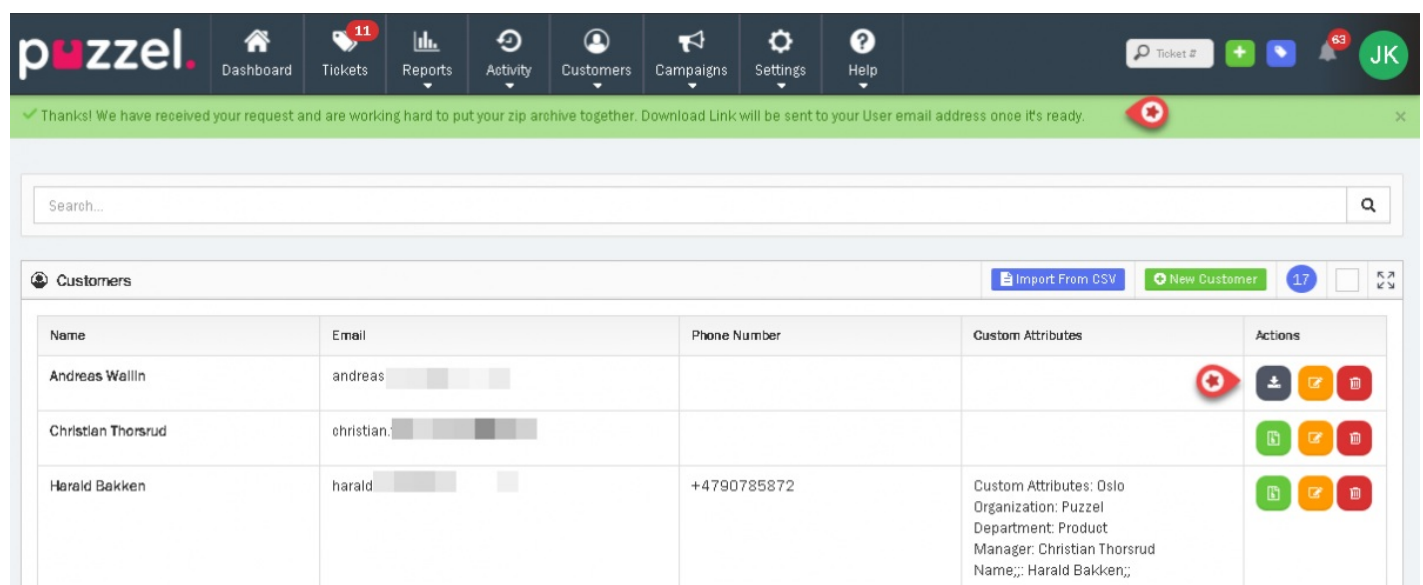 puzzel.
Dashboard
11
Tickets
Reports
Activity
Customers
Campaigns
Settings
Help
Ticket #
63
JK
Thanks! We have received your request and are working hard to put your zip archive together. Download Link will be sent to your User email address once it's ready.
×
Search...
Customers
Import From CSV
New Customer
17
Name Email Phone Number Custom Attributes Actions
Andreas Wallin andreas
Christian Thorsrud christian.
Harald Bakken harald +4790785872 Custom Attributes: Oslo
Organization: Puzzel
Department: Product
Manager: Christian Thorsrud
Name;;: Harald Bakken;;